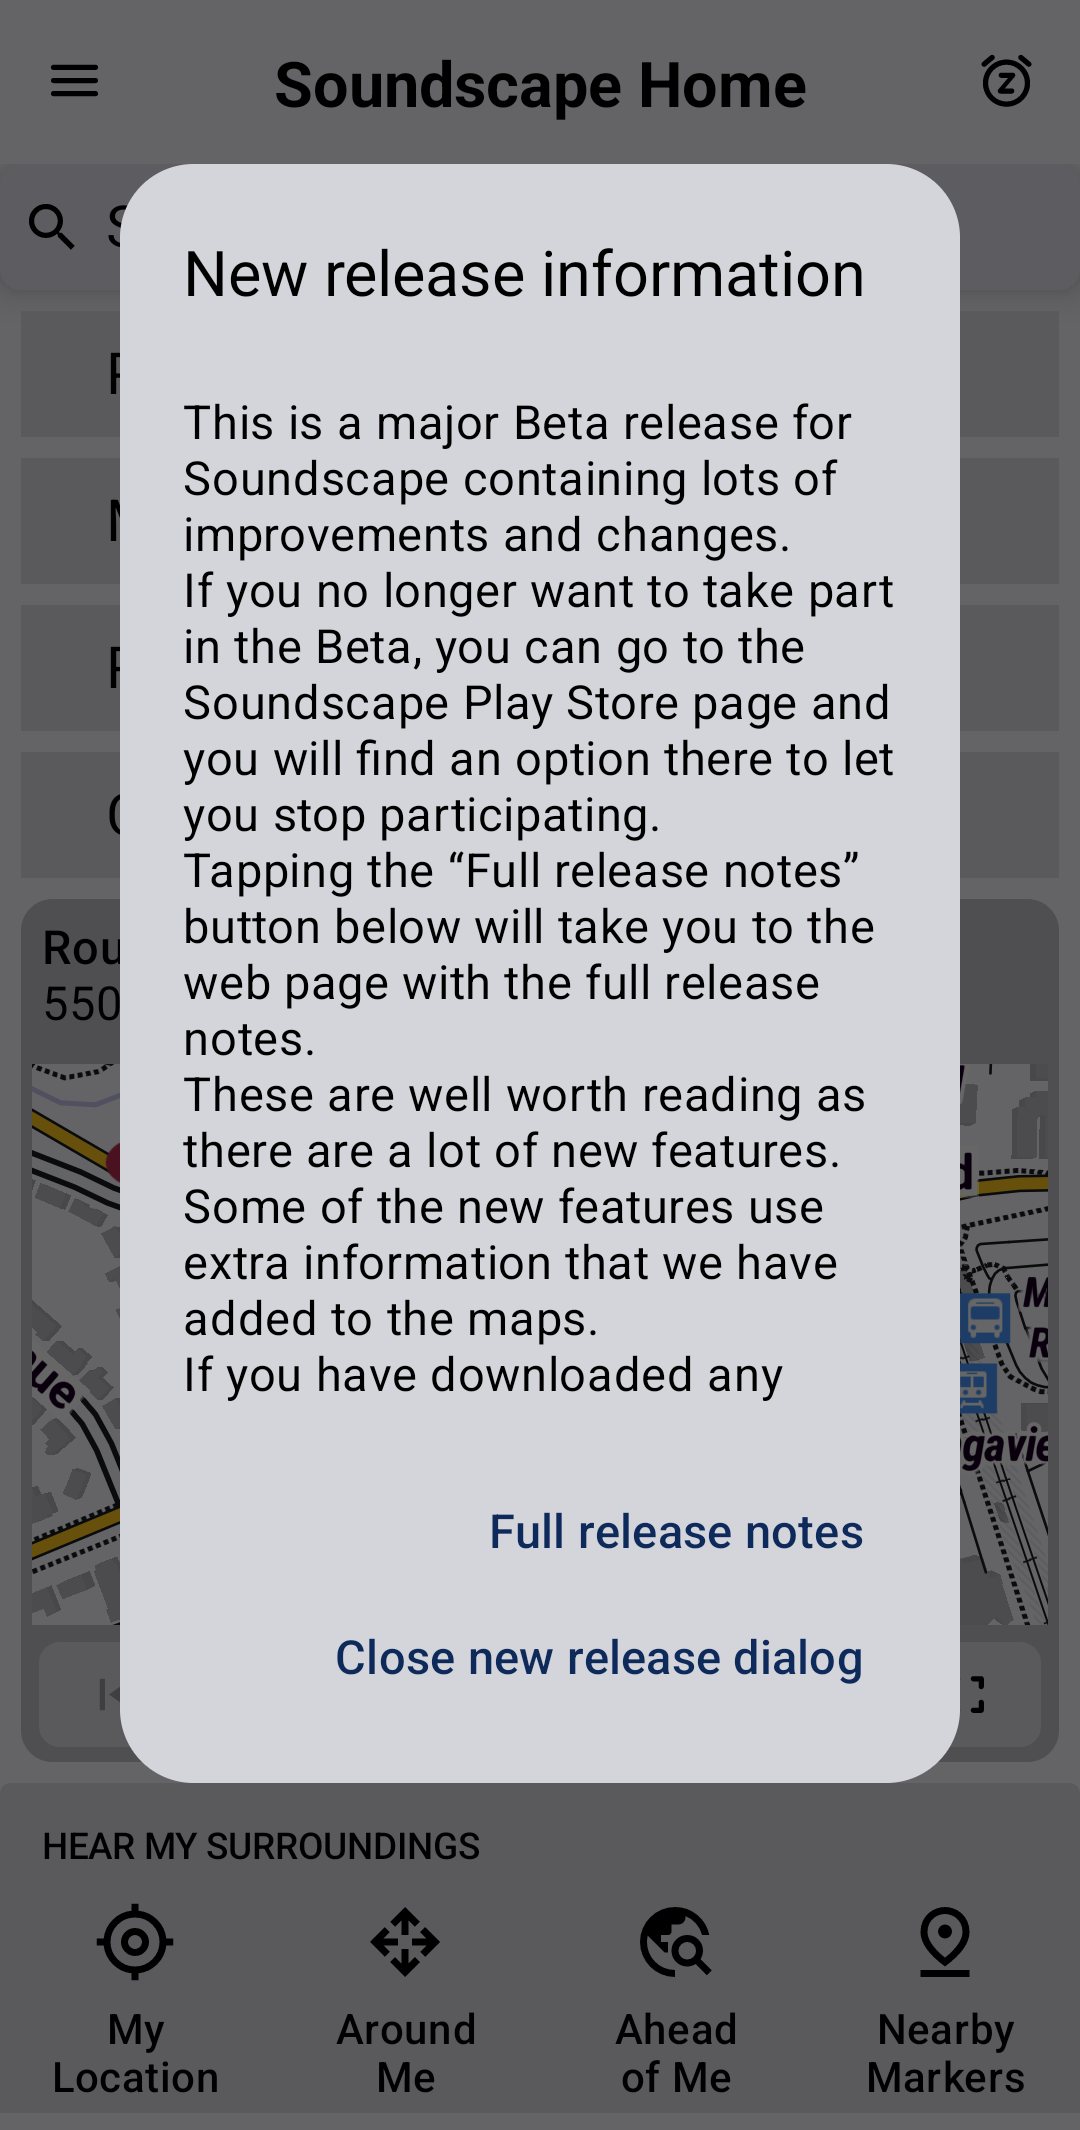 Soundscape Home
New release information
This is a major Beta release for
Soundscape containing lots of
improvements and changes.
If you no longer want to take part
in the Beta, you can go to the
Soundscape Play Store page and
you will find an option there to let
you stop participating.
Tapping the “Full release notes”
button below will take you to the
web page with the full release
notes.
These are well worth reading as
there are a lot of new features.
Some of the new features use
extra information that we have
added to the maps.
If you have downloaded any
Full release notes
Close new release dialog
Rou
550
ue
gavie
HEAR MY SURROUNDINGS
My
Location
Around
Me
Ahead
of Me
Nearby
Markers